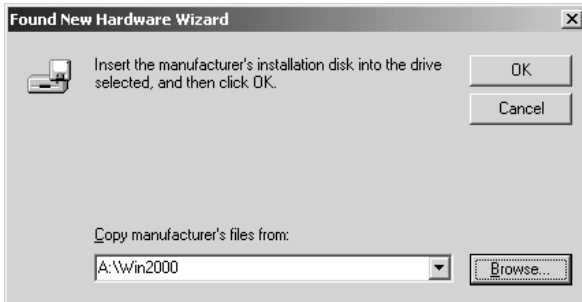 Found New Hardware Wizard
Insert the manufacturer's installation disk into the drive
selected, and then click OK.
OK
Cancel
Copy manufacturer's files from:
A:\Win2000
Browse...